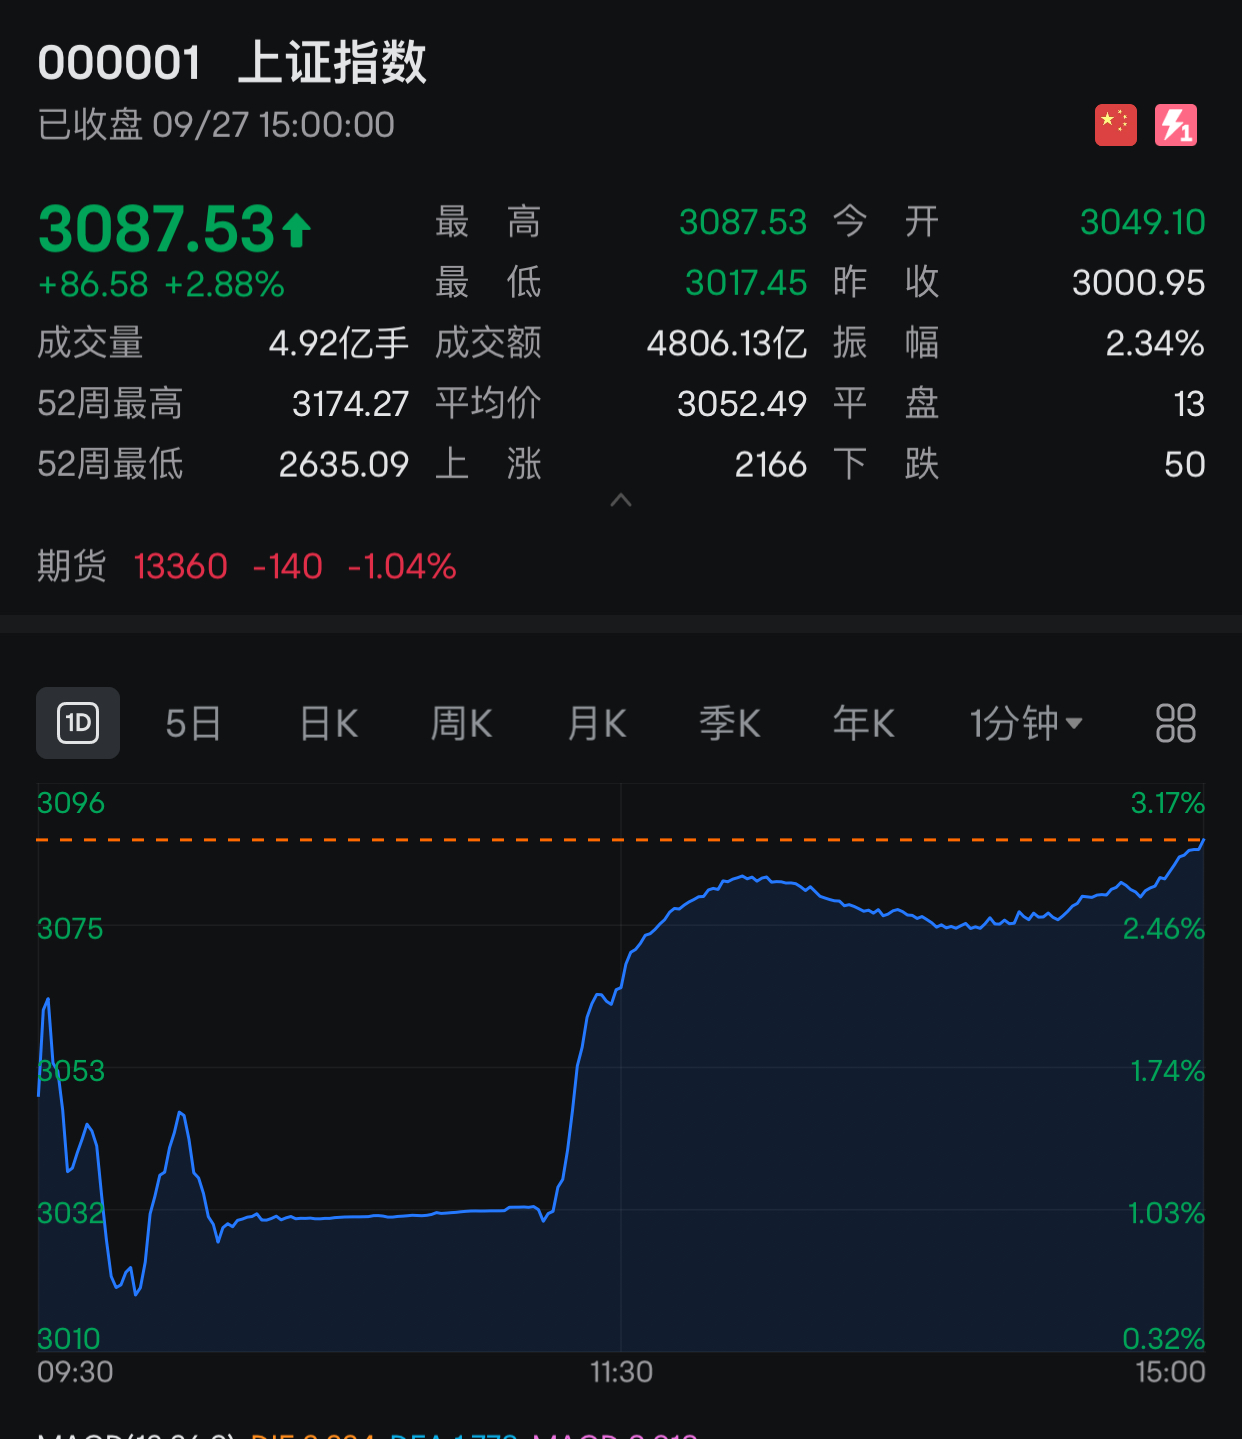 000001 上证指数
已收盘 09/27 15:00:00
3087.53 最高 3087.53 今开 3049.10
+86.58 +2.88% 最低 3017.45 昨收 3000.95
成交量 4.92亿手 成交额 4806.13亿 振幅 2.34%
52周最高 3174.27 平均价 3052.49 平盘 13
52周最低 2635.09 上涨 2166 下跌 50
期货 13360 -140 -1.04%
1D 5日 日K 周K 月K 季K 年K 1分钟
3096 3.17%
3075 2.46%
3053 1.74%
3032 1.03%
3010 0.32%
09:30 11:30 15:00